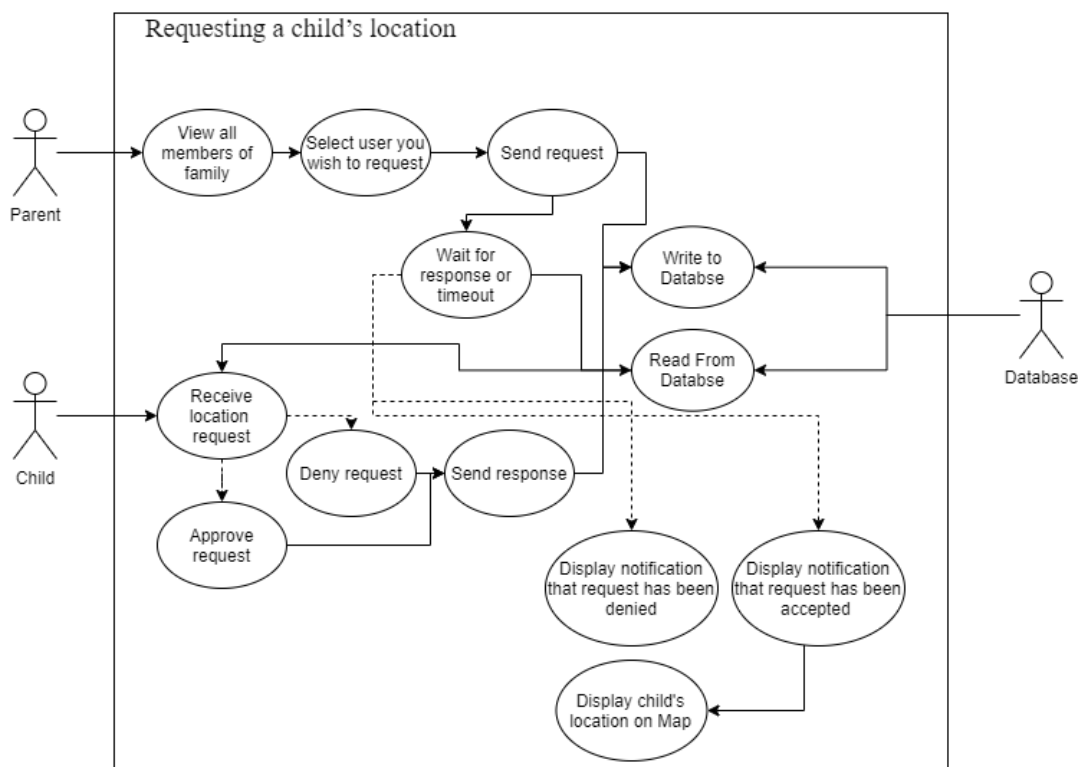 Requesting a child's location
View all
members of
family
Select user you
wish to request
Send request
Parent
Wait for
response or
timeout
Write to
Databse
Read From
Databse
Database
Receive
location
request
Child
Deny request
Send response
Approve
request
Display notification
that request has been
denied
Display notification
that request has been
accepted
Display child's
location on Map